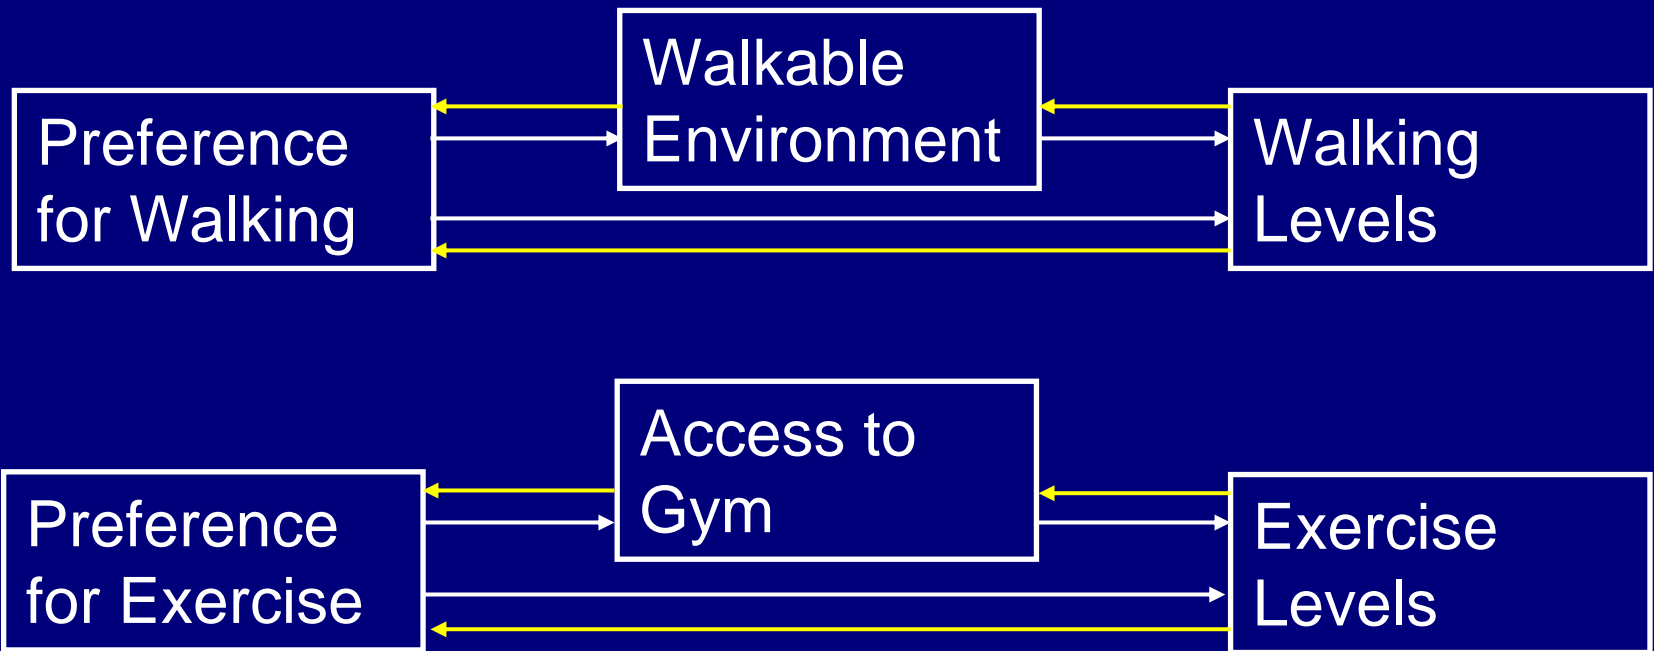 Walkable
Environment
Preference
for Walking
Walking
Levels
Access to
Gym
Preference
for Exercise
Exercise
Levels